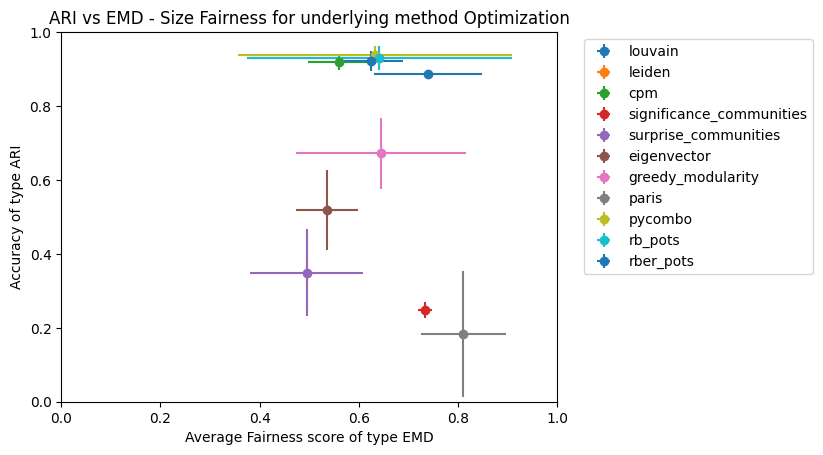 ARI vs EMD - Size Fairness for underlying method Optimization
1.0
0.8
0.6
0.4
0.2
0.0
Accuracy of type ARI
0.0 0.2 0.4 0.6 0.8 1.0
Average Fairness score of type EMD
louvain
leiden
cpm
significance_communities
surprise_communities
eigenvector
greedy_modularity
paris
pycombo
rb_pots
rber_pots